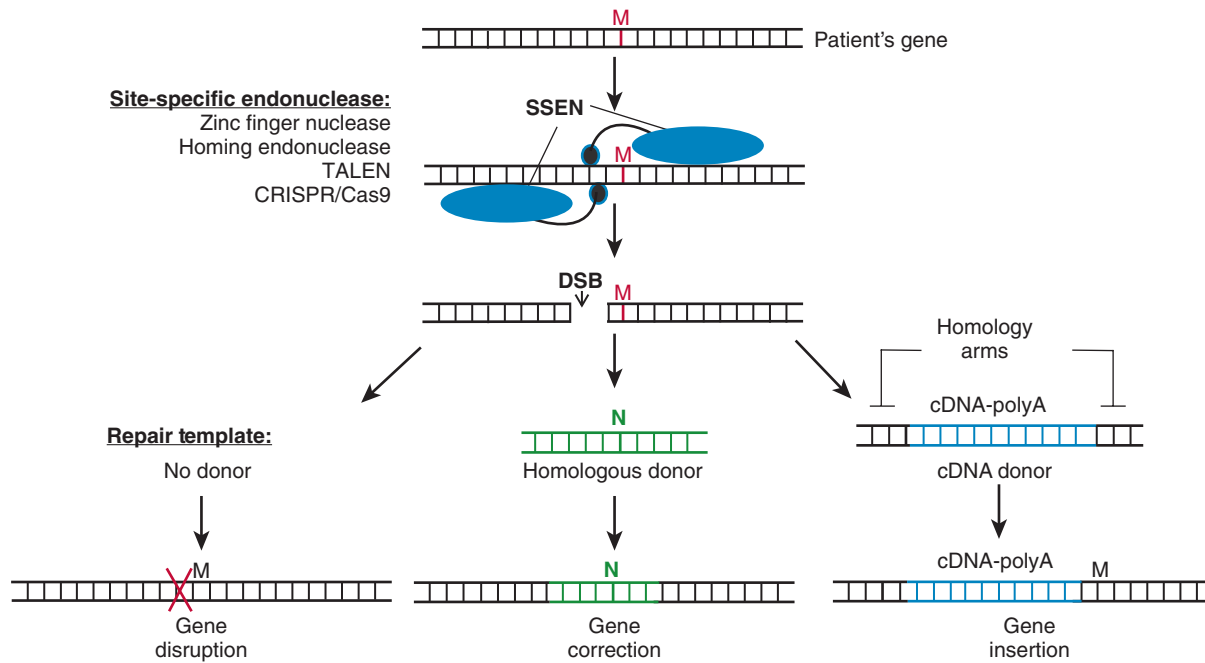 M
Patient's gene
Site-specific endonuclease:
Zinc finger nuclease
Homing endonuclease
TALEN
CRISPR/Cas9
SSEN
M
DSB
M
Homology
arms
Repair template:
No donor
N
Homologous donor
cDNA-polyA
cDNA donor
M
Gene
disruption
N
Gene
correction
cDNA-polyA
M
Gene
insertion